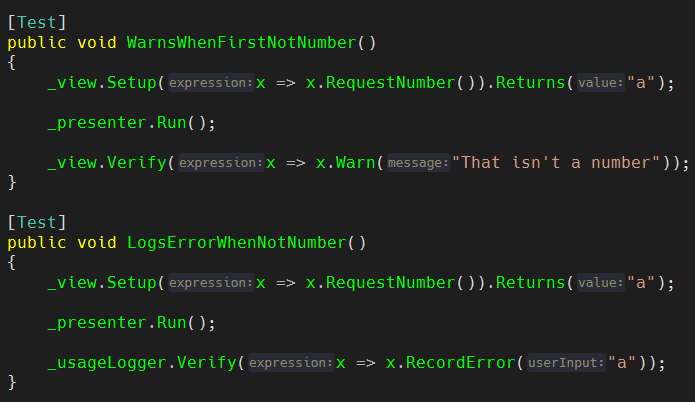 [Test]
public void WarnsWhenFirstNotNumber()
{
_view.Setup(expression:x => x.RequestNumber()).Returns(value:"a");
_presenter.Run();
_view.Verify(expression:x => x.Warn(message:"That isn't a number"));
}
[Test]
public void LogsErrorWhenNotNumber()
{
_view.Setup(expression:x => x.RequestNumber()).Returns(value:"a");
_presenter.Run();
_usageLogger.Verify(expression:x => x.RecordError(userInput:"a"));
}